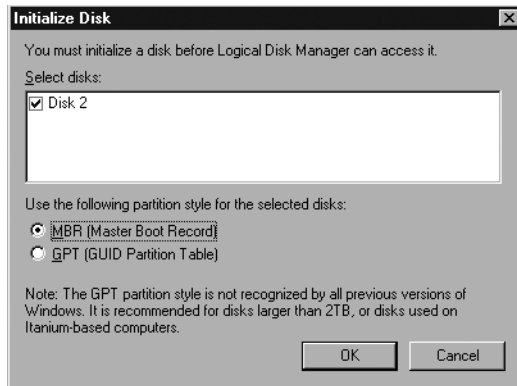 Initialize Disk
You must initialize a disk before Logical Disk Manager can access it.
Select disks:
Disk 2
Use the following partition style for the selected disks:
MBR (Master Boot Record)
GPT (GUID Partition Table)
Note: The GPT partition style is not recognized by all previous versions of
Windows. It is recommended for disks larger than 2TB, or disks used on
Itanium-based computers.
OK Cancel